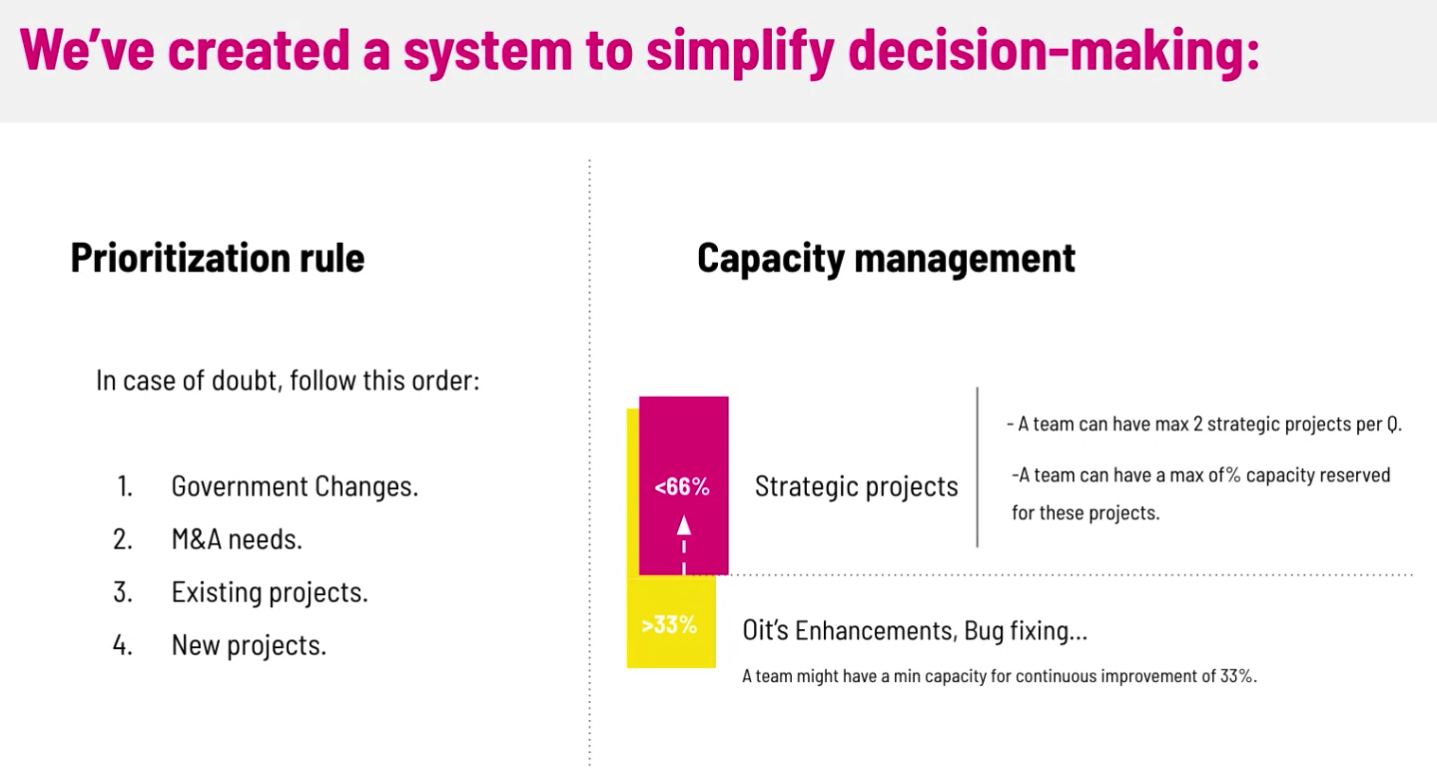 We've created a system to simplify decision-making:
Prioritization rule
In case of doubt, follow this order:
1. Government Changes.
2. M&A needs.
3. Existing projects.
4. New projects.
Capacity management
<66%
Strategic projects
- A team can have max 2 strategic projects per Q.
-A team can have a max of% capacity reserved
for these projects.
>33%
Oit's Enhancements, Bug fixing...
A team might have a min capacity for continuous improvement of 33%.